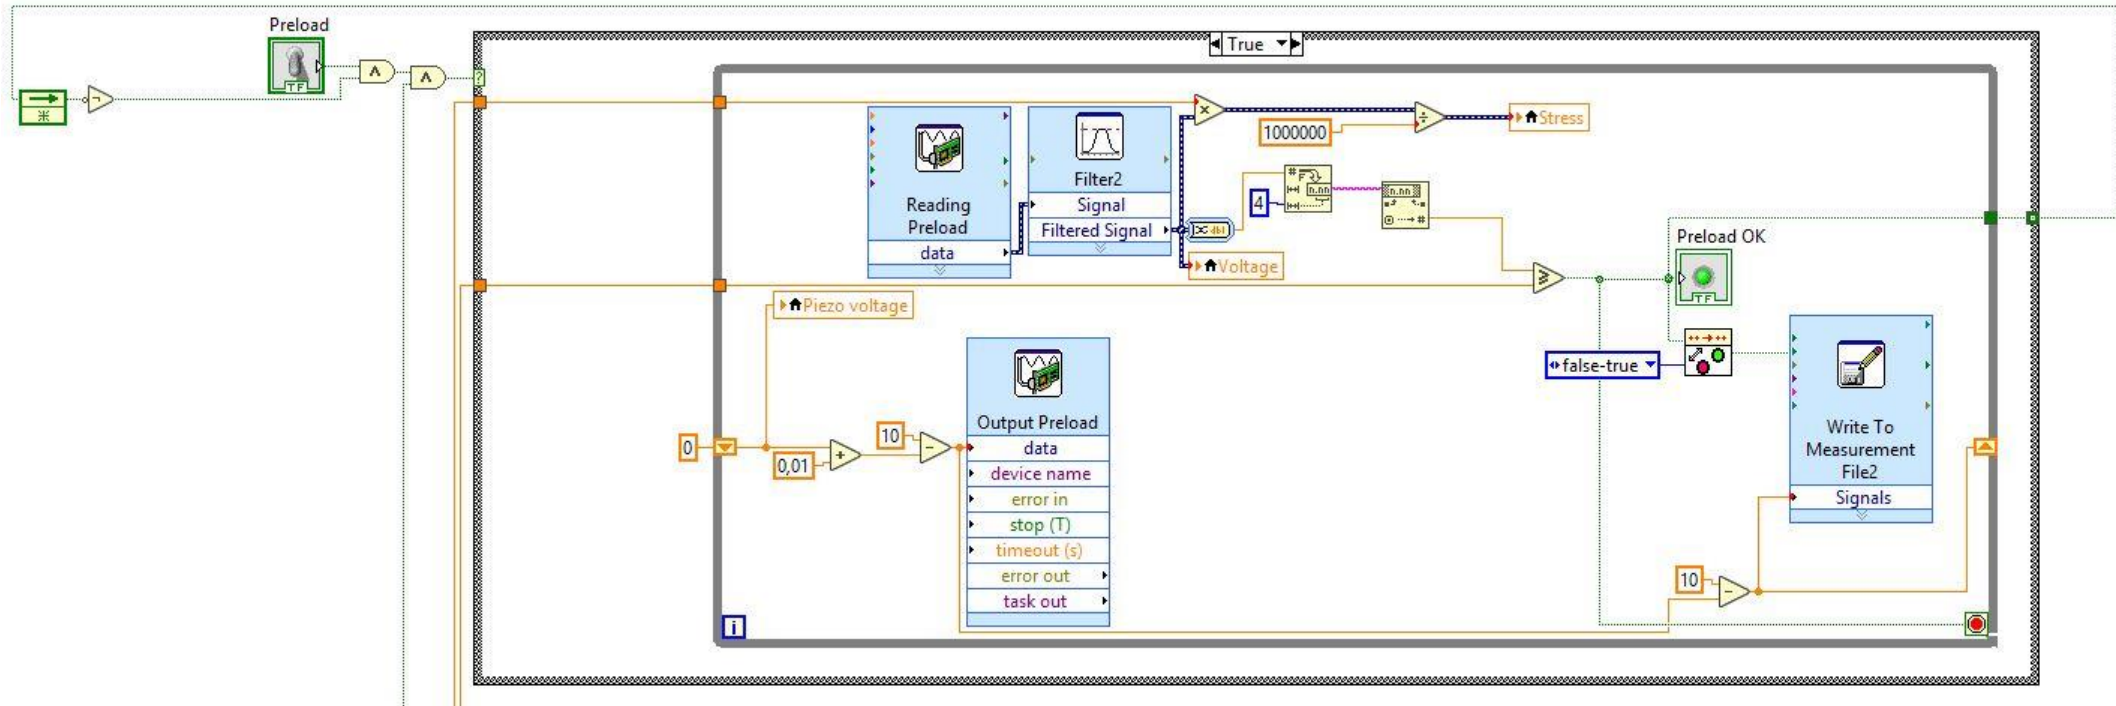 Preload
TF
True
Reading
Preload
data
Filter2
Signal
Filtered Signal
1000000
Stress
4
Voltage
Preload OK
TF
Piezo voltage
false-true
0
0,01
10
Output Preload
data
device name
error in
stop (T)
timeout (s)
error out
task out
Write To
Measurement
File2
Signals
10
i